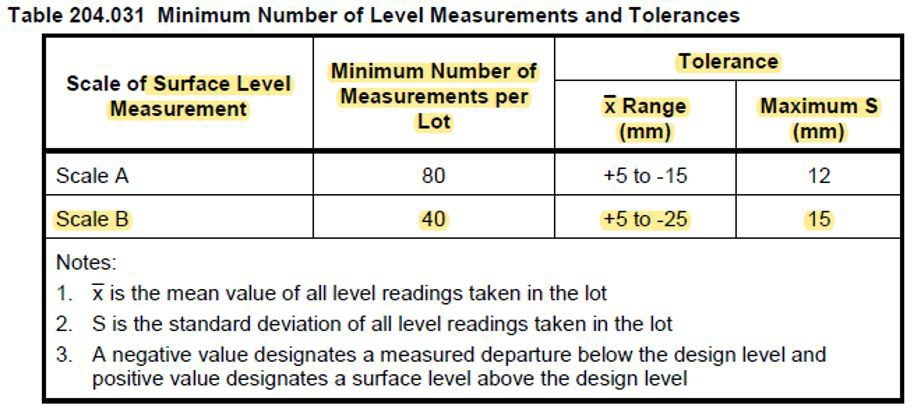 Table 204.031 Minimum Number of Level Measurements and Tolerances
Scale of Surface Level
Measurement
Minimum Number of
Measurements per
Lot
Tolerance
x̅ Range
(mm)
Maximum S
(mm)
Scale A 80 +5 to -15 12
Scale B 40 +5 to -25 15
Notes:
1. x̅ is the mean value of all level readings taken in the lot
2. S is the standard deviation of all level readings taken in the lot
3. A negative value designates a measured departure below the design level and
positive value designates a surface level above the design level